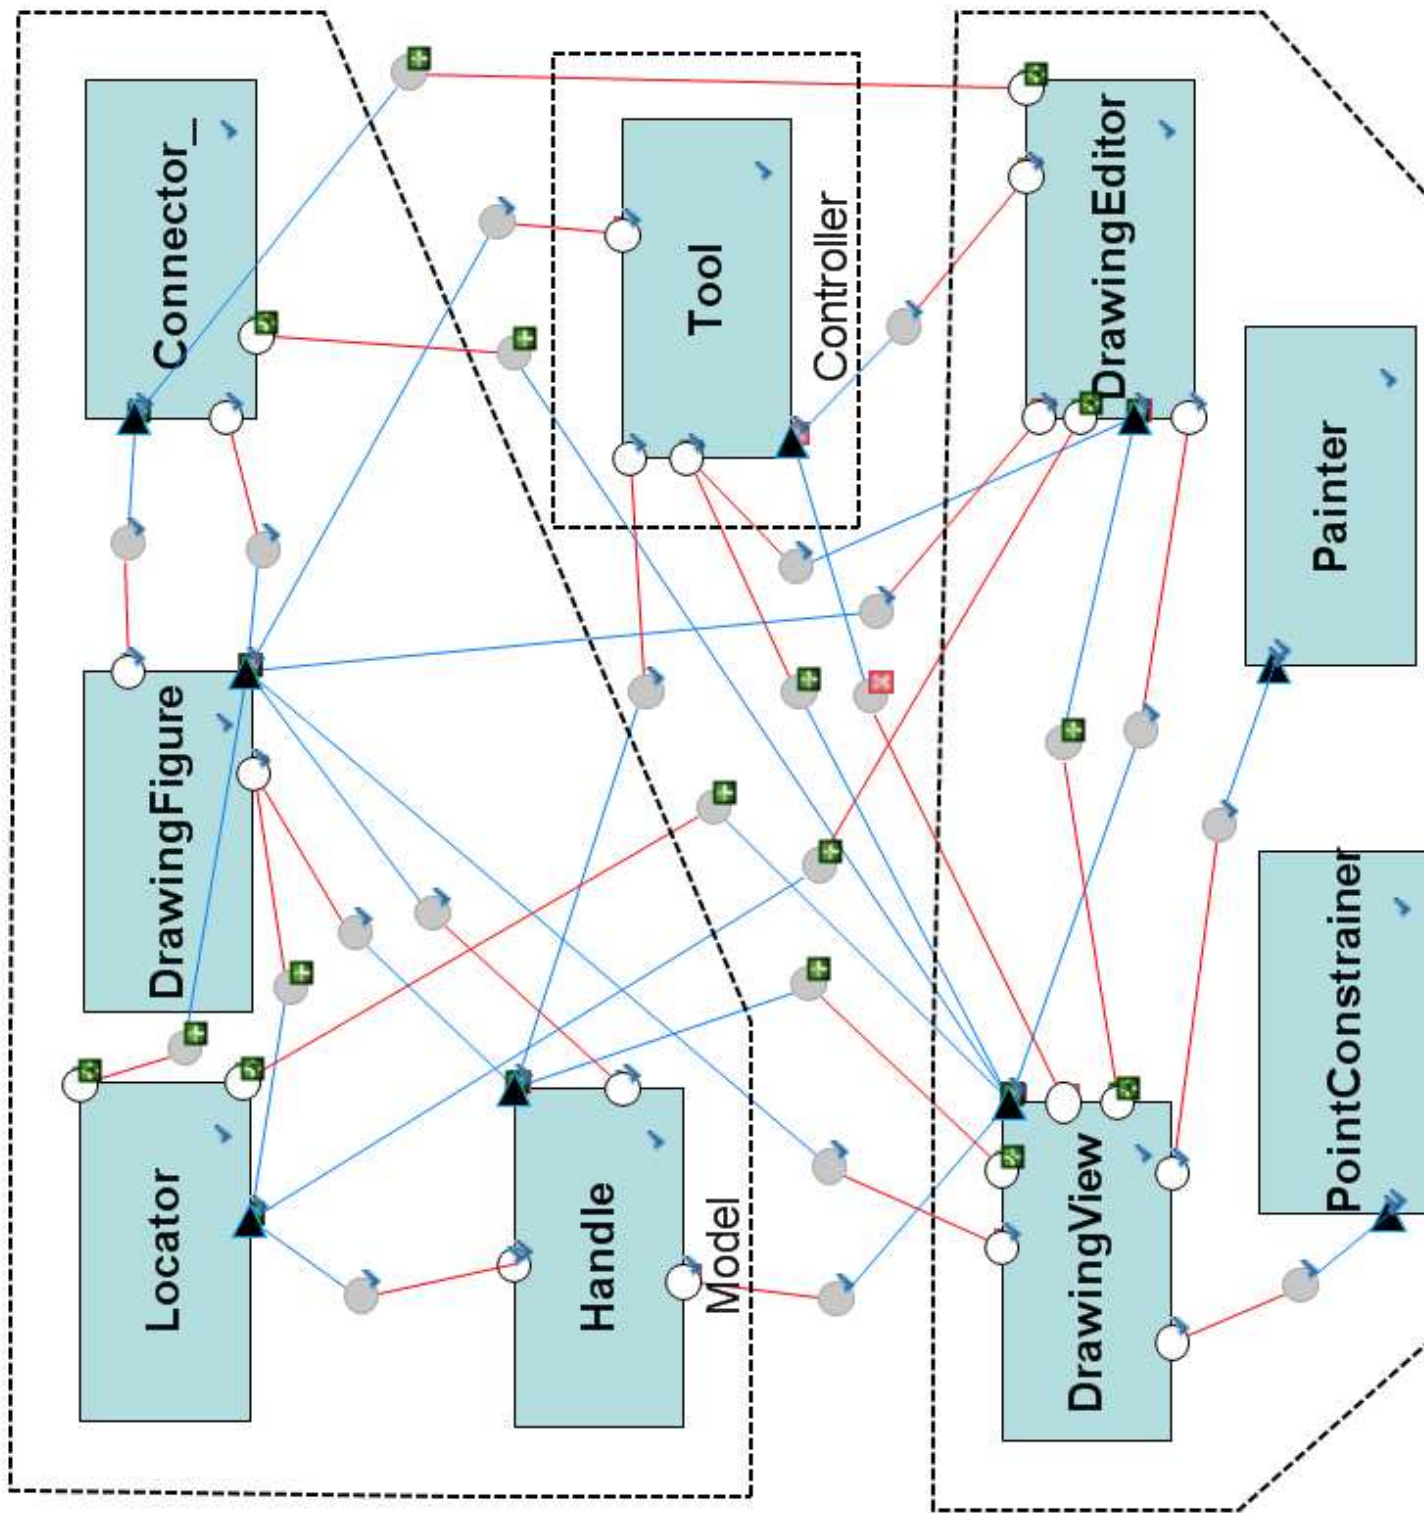 Connector_
DrawingFigure
Locator
Handle
Model
Tool
Controller
DrawingEditor
DrawingView
Painter
PointConstrainer